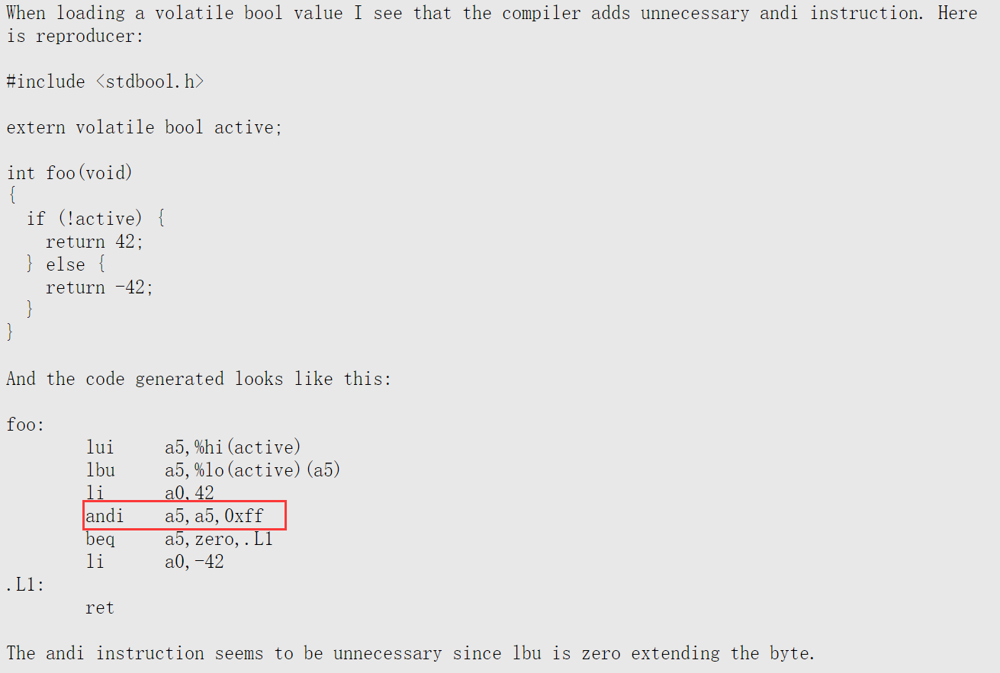 When loading a volatile bool value I see that the compiler adds unnecessary andi instruction. Here
is reproducer:
#include <stdbool.h>
extern volatile bool active;
int foo(void)
{
  if (!active) {
    return 42;
  } else {
    return -42;
  }
}
And the code generated looks like this:
foo:
        lui     a5,%hi(active)
        lbu     a5,%lo(active)(a5)
        li      a0,42
        andi    a5,a5,0xff
        beq     a5,zero,.L1
        li      a0,-42
.L1:
        ret
The andi instruction seems to be unnecessary since lbu is zero extending the byte.